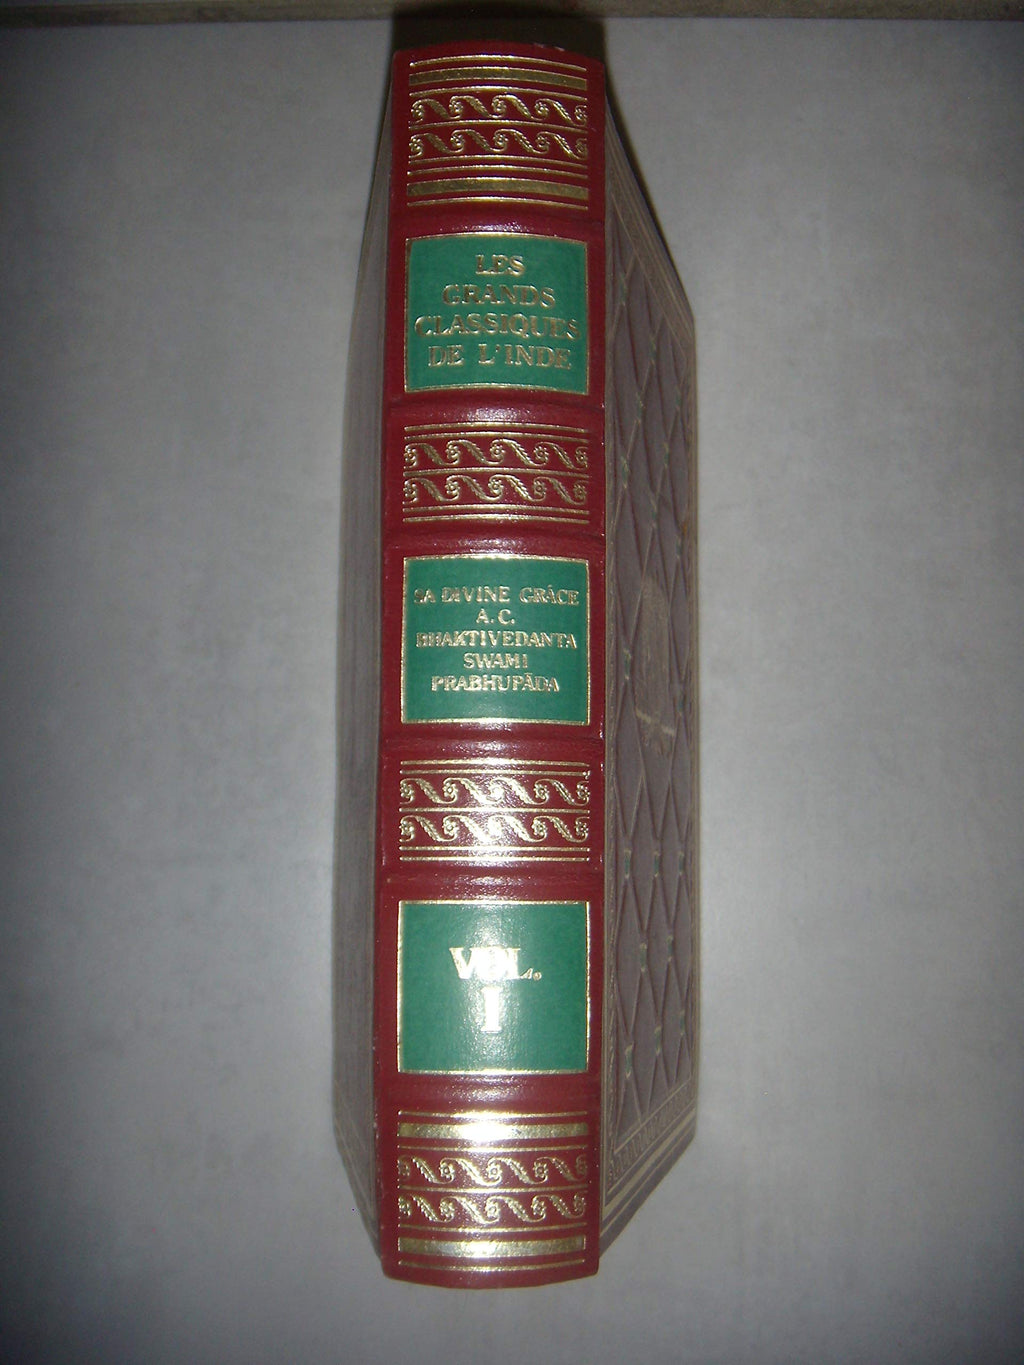 LES
GRANDS
CLASSIQUES
DE L'INDE
SA DIVINE GRÂCE
A.C.
BHAKTIVEDANTA
SWAMI
PRABHUPĀDA
VOL.
I